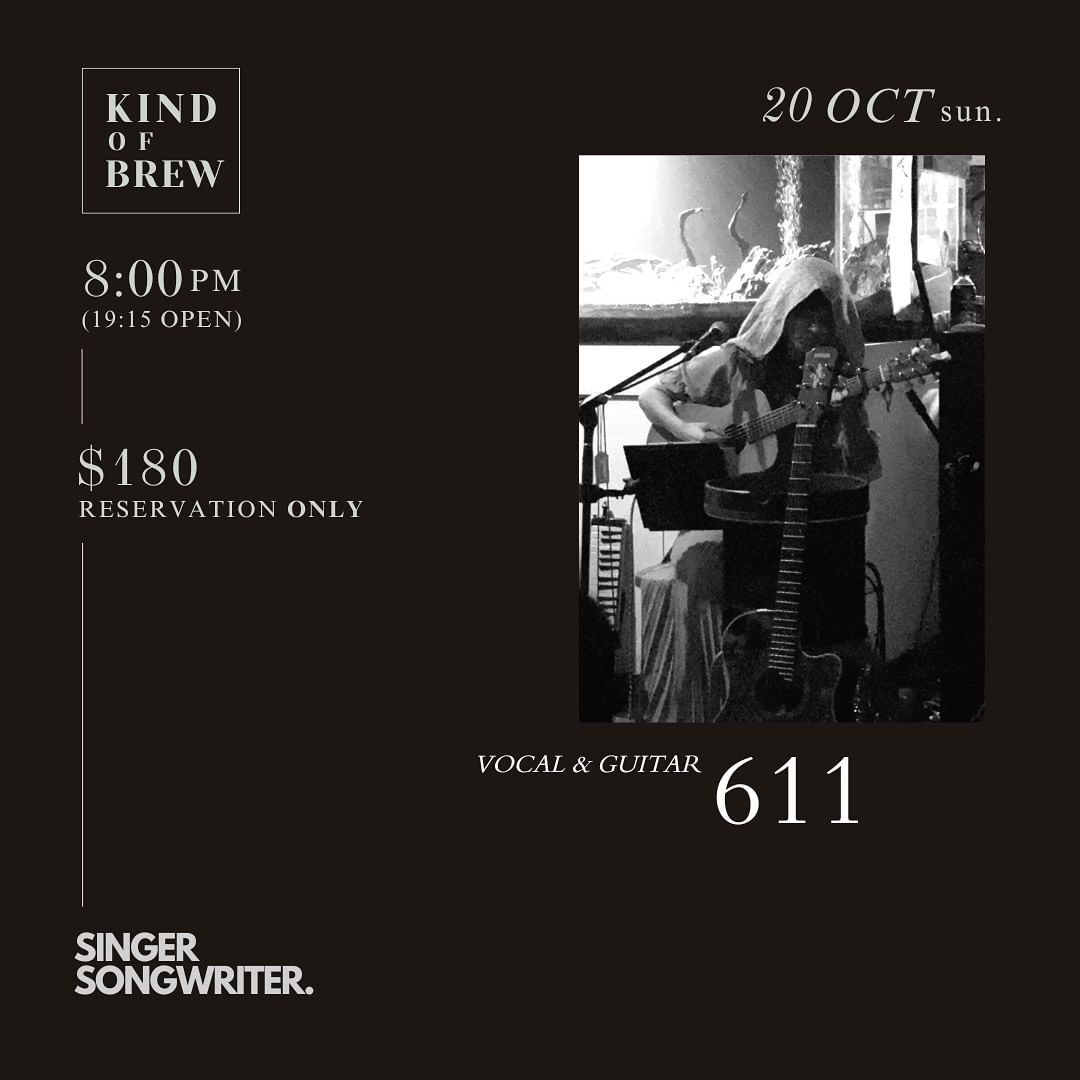 KIND
OF
BREW
20 OCT sun.
8:00 PM
(19:15 OPEN)
$180
RESERVATION ONLY
VOCAL & GUITAR 611
SINGER
SONGWRITER.